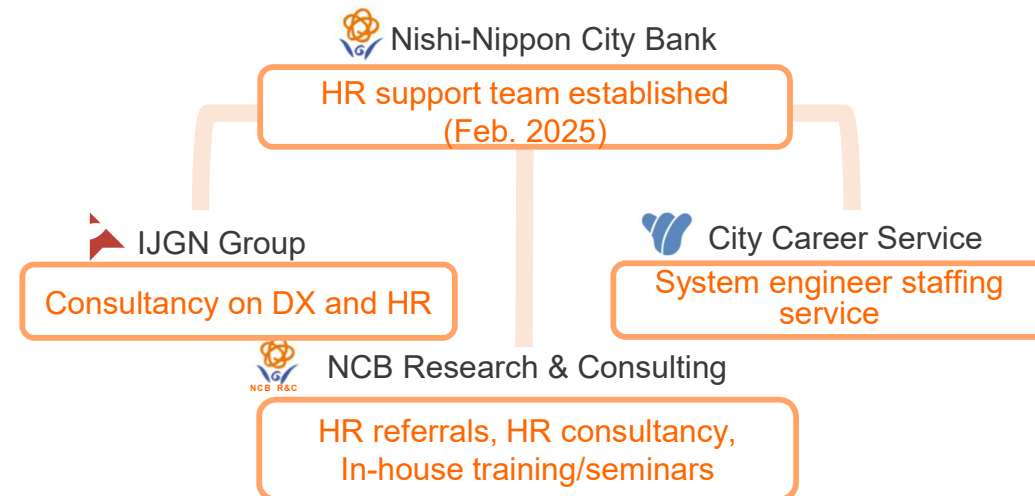 Nishi-Nippon City Bank
HR support team established
(Feb. 2025)
IJGN Group
Consultancy on DX and HR
City Career Service
System engineer staffing
service
NCB R&C
NCB Research & Consulting
HR referrals, HR consultancy,
In-house training/seminars